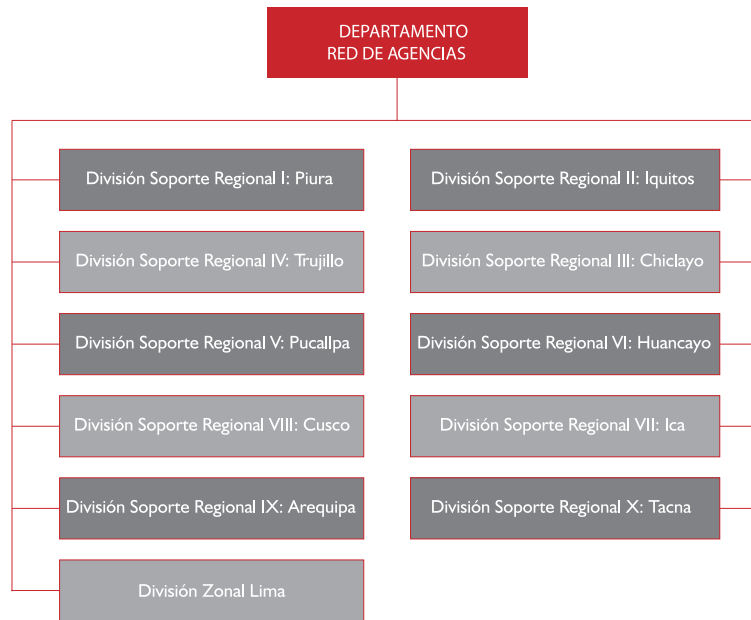 DEPARTAMENTO
RED DE AGENCIAS
División Soporte Regional I: Piura
División Soporte Regional II: Iquitos
División Soporte Regional IV: Trujillo
División Soporte Regional III: Chiclayo
División Soporte Regional V: Pucallpa
División Soporte Regional VI: Huancayo
División Soporte Regional VIII: Cusco
División Soporte Regional VII: Ica
División Soporte Regional IX: Arequipa
División Soporte Regional X: Tacna
División Zonal Lima